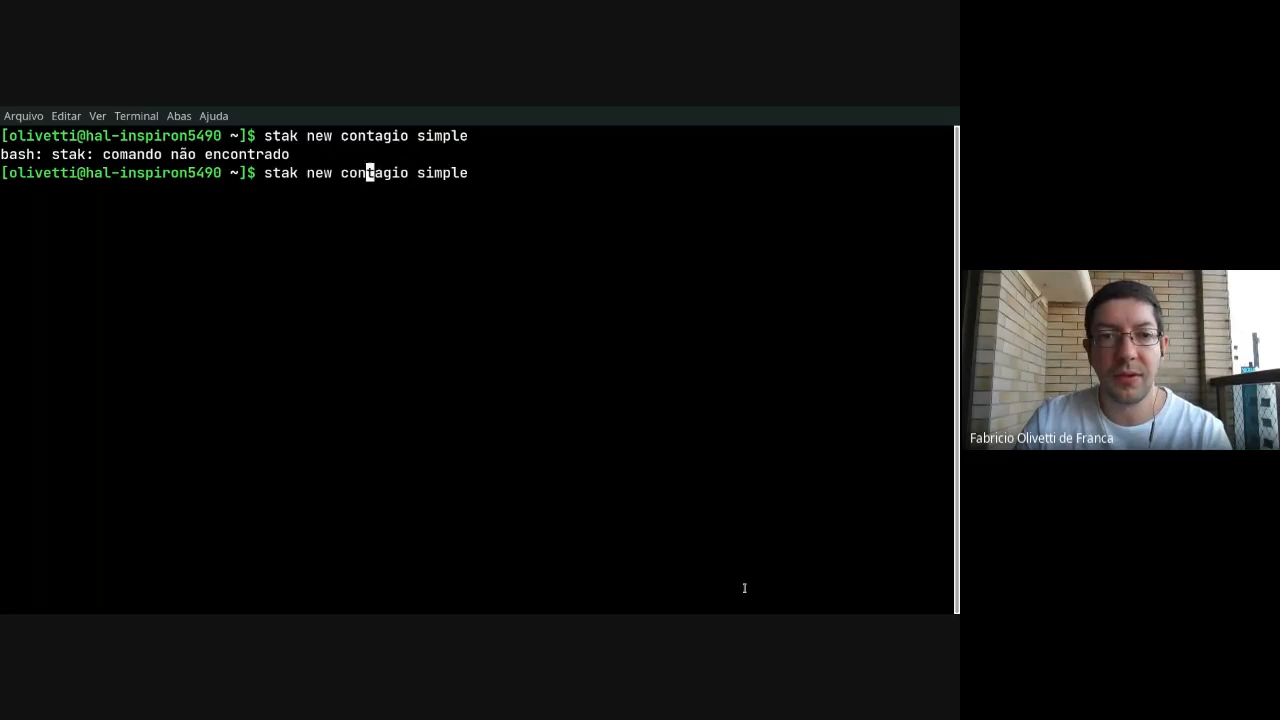 Arquivo Editar Ver Terminal Abas Ajuda
[olivetti@hal-inspiron5490 ~]$ stak new contagio simple
bash: stak: comando não encontrado
[olivetti@hal-inspiron5490 ~]$ stak new contagio simple
Fabricio Olivetti de Franca